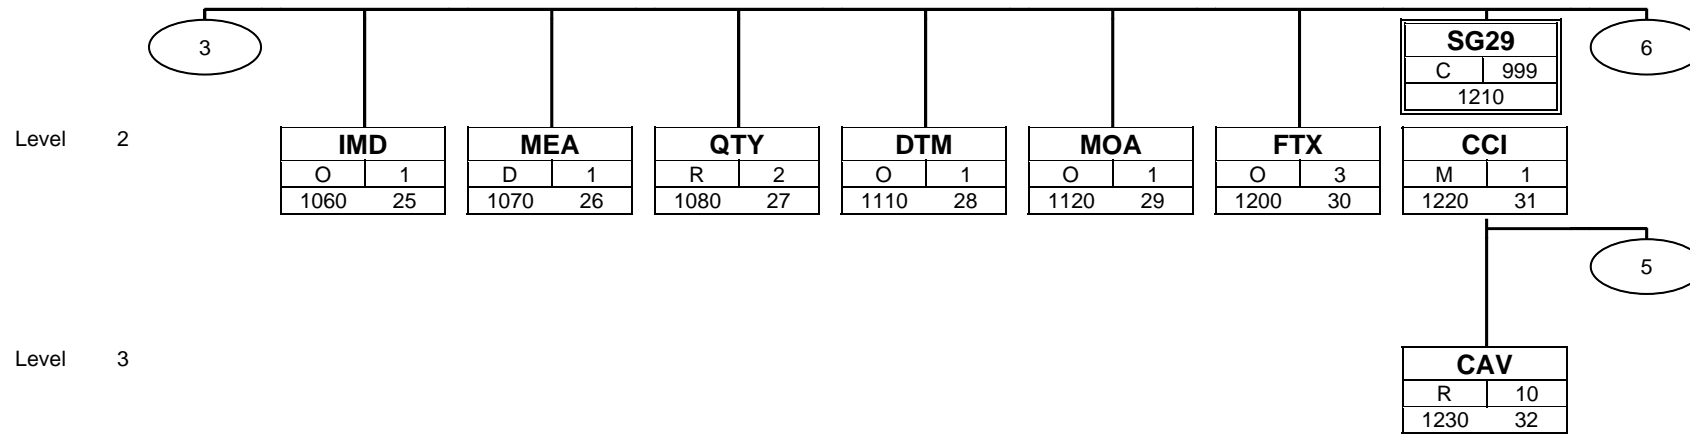 3
SG29
6
C 999
1210
Level 2
IMD MEA QTY DTM MOA FTX CCI
O 1 D 1 R 2 O 1 O 1 O 3 M 1
1060 25 1070 26 1080 27 1110 28 1120 29 1200 30 1220 31
5
Level 3
CAV
R 10
1230 32